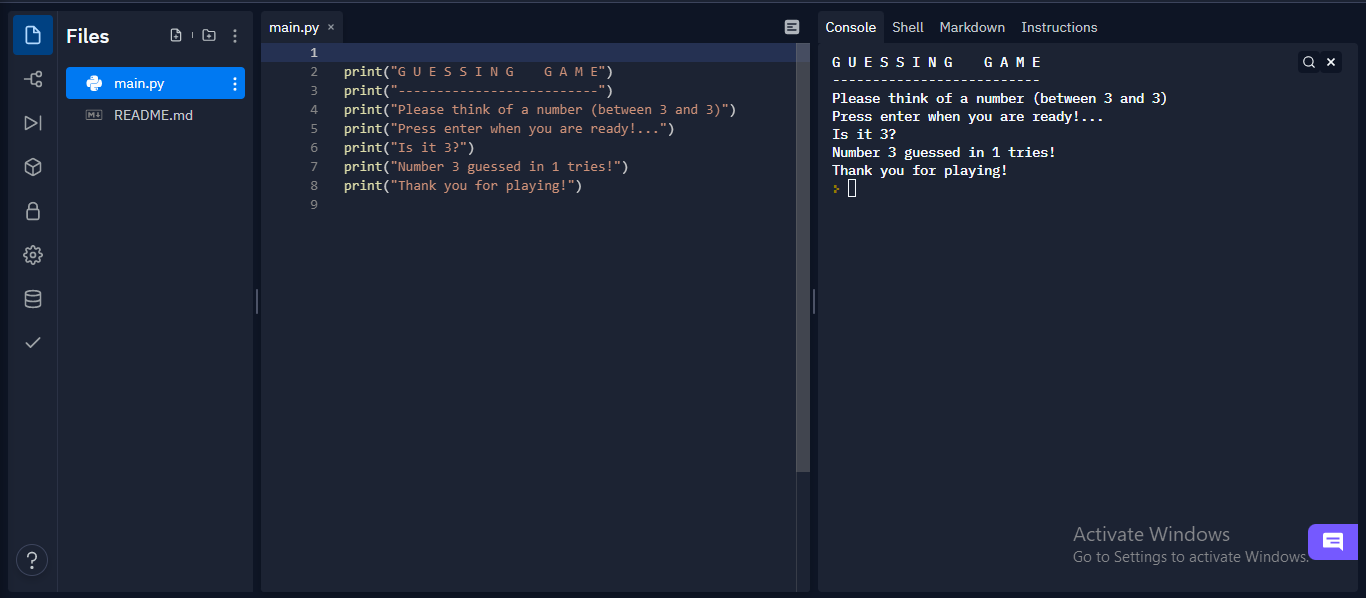 Files
main.py
README.md
main.py ×
1
2 print("G U E S S I N G    G A M E")
3 print("--------------------------")
4 print("Please think of a number (between 3 and 3)")
5 print("Press enter when you are ready!...")
6 print("Is it 3?")
7 print("Number 3 guessed in 1 tries!")
8 print("Thank you for playing!")
9
Console Shell Markdown Instructions
G U E S S I N G    G A M E
--------------------------
Please think of a number (between 3 and 3)
Press enter when you are ready!...
Is it 3?
Number 3 guessed in 1 tries!
Thank you for playing!
Activate Windows
Go to Settings to activate Windows.